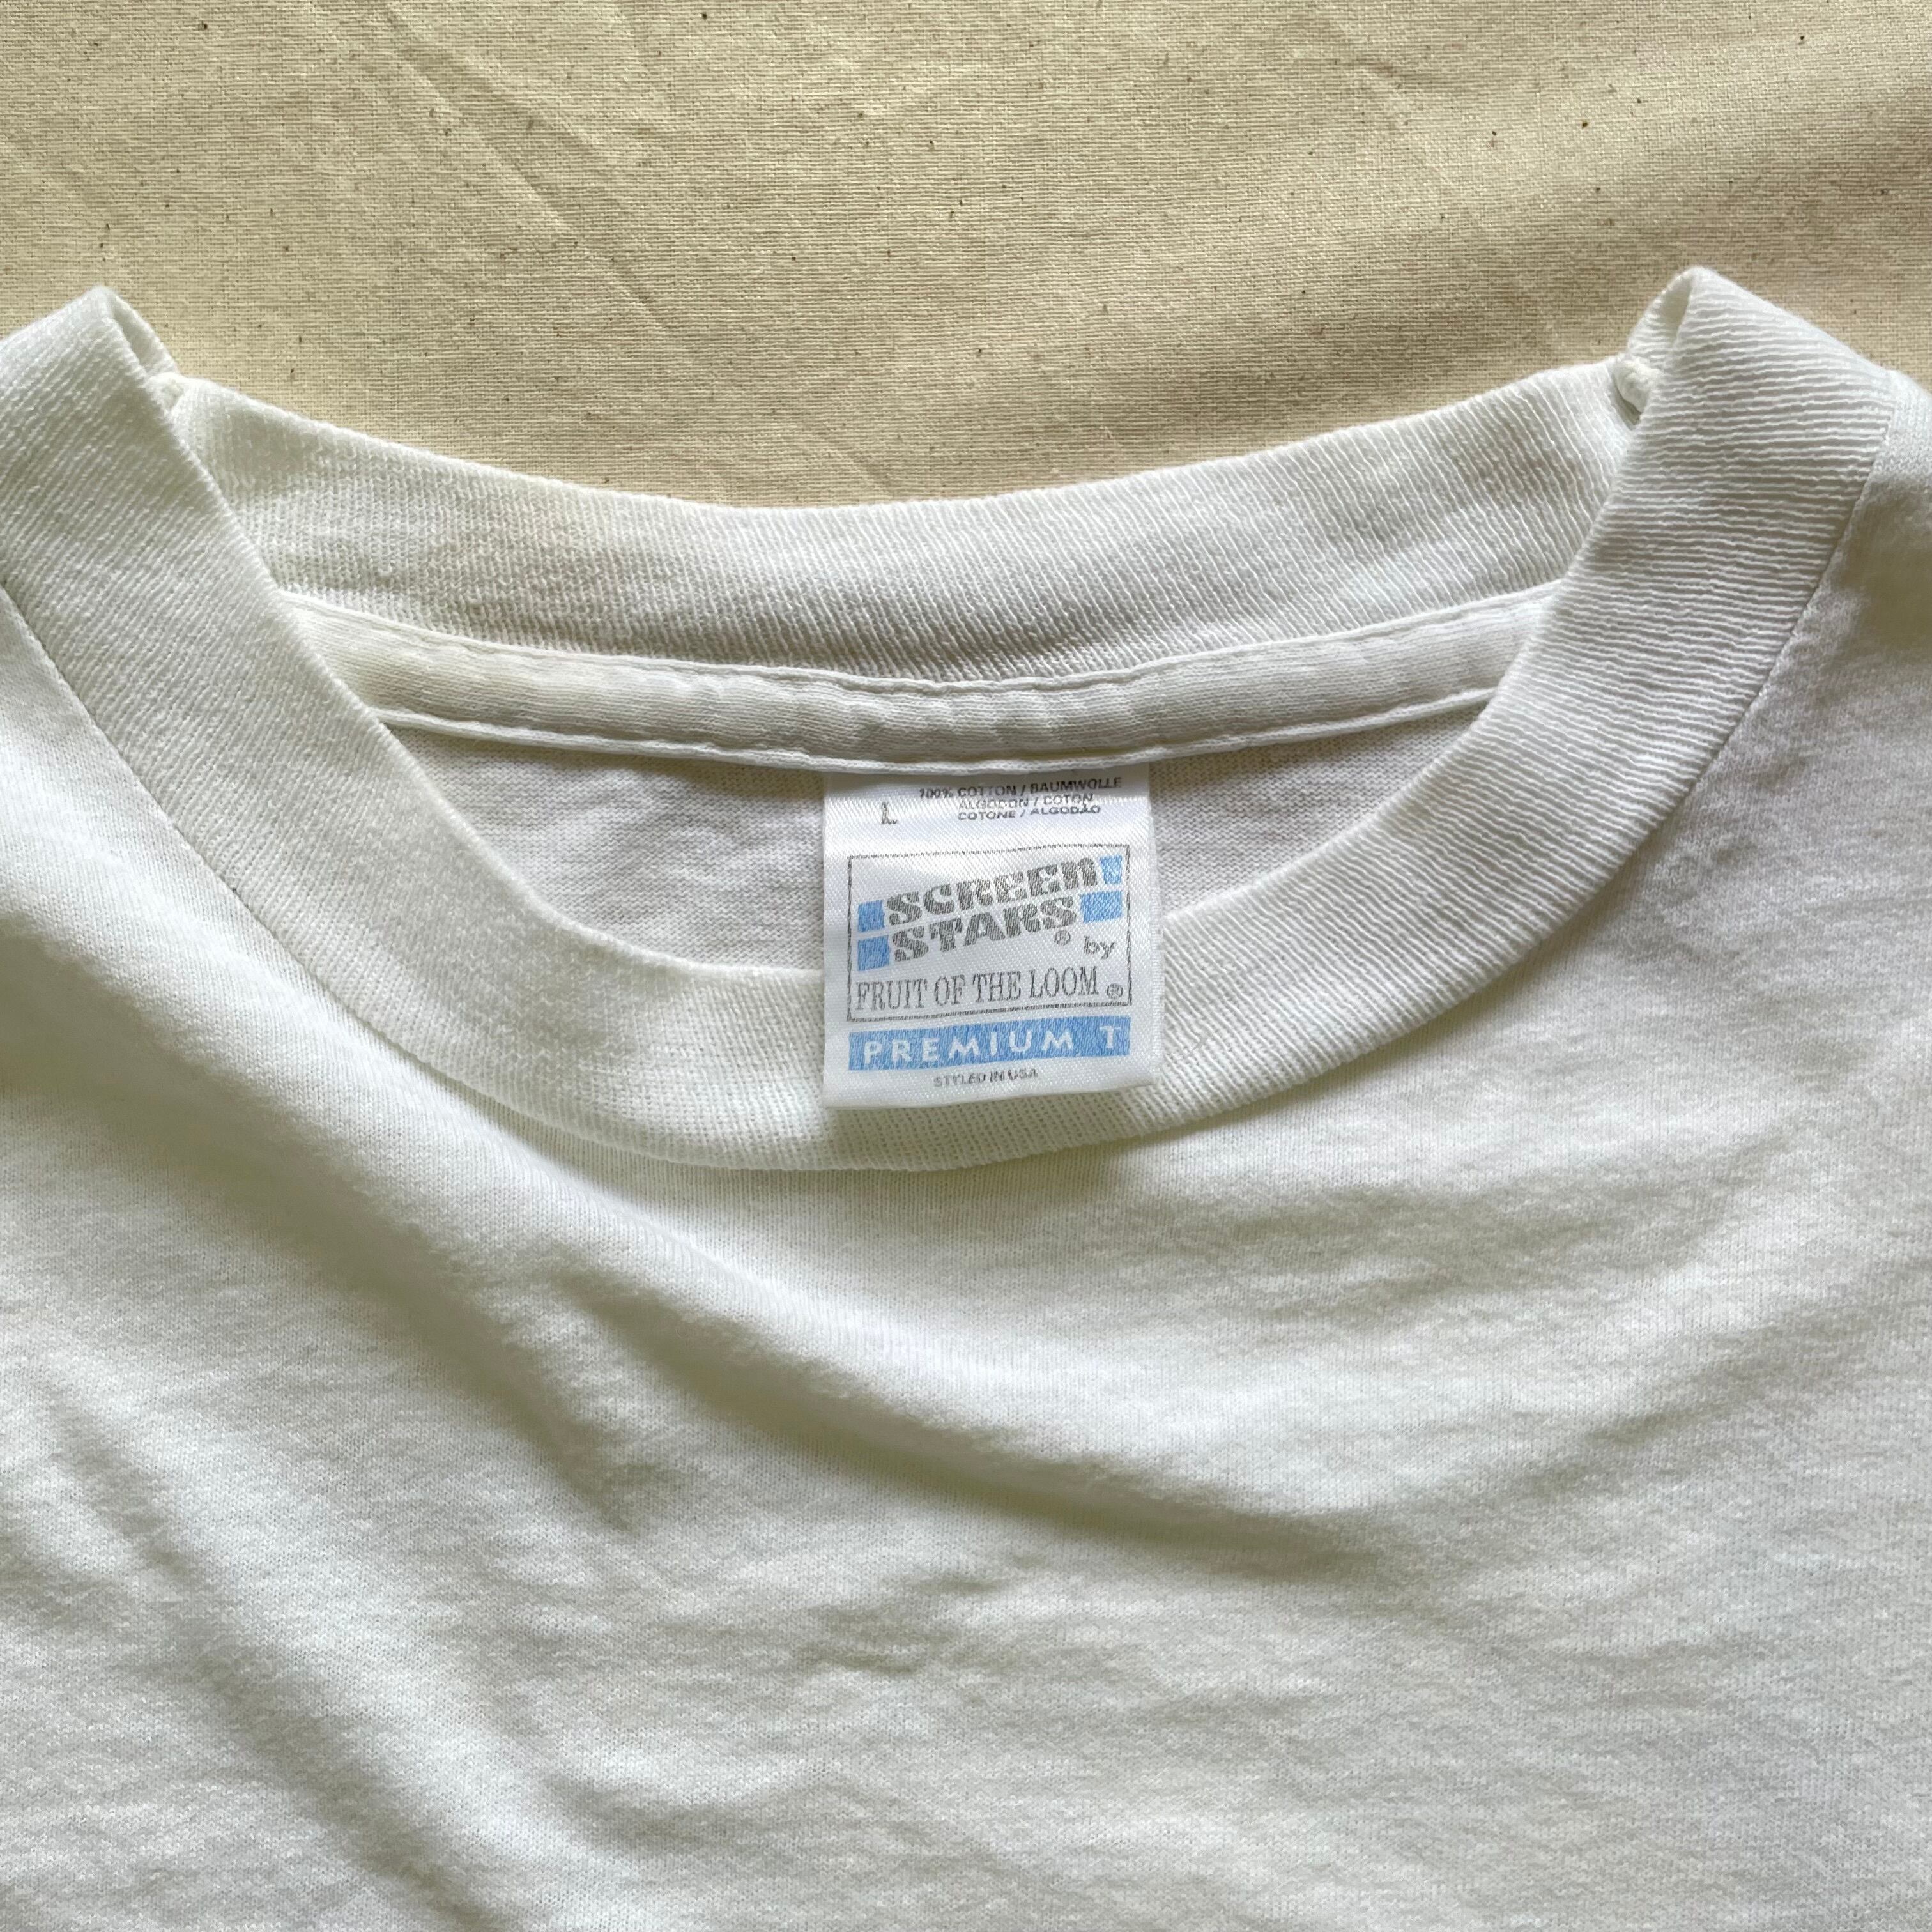 L
100% COTTON / BAUMWOLLE
ALGODON / COTON
COTONE / ALGODÃO
SCREEN
STARS® by
FRUIT OF THE LOOM®
PREMIUM T
STYLED IN USA